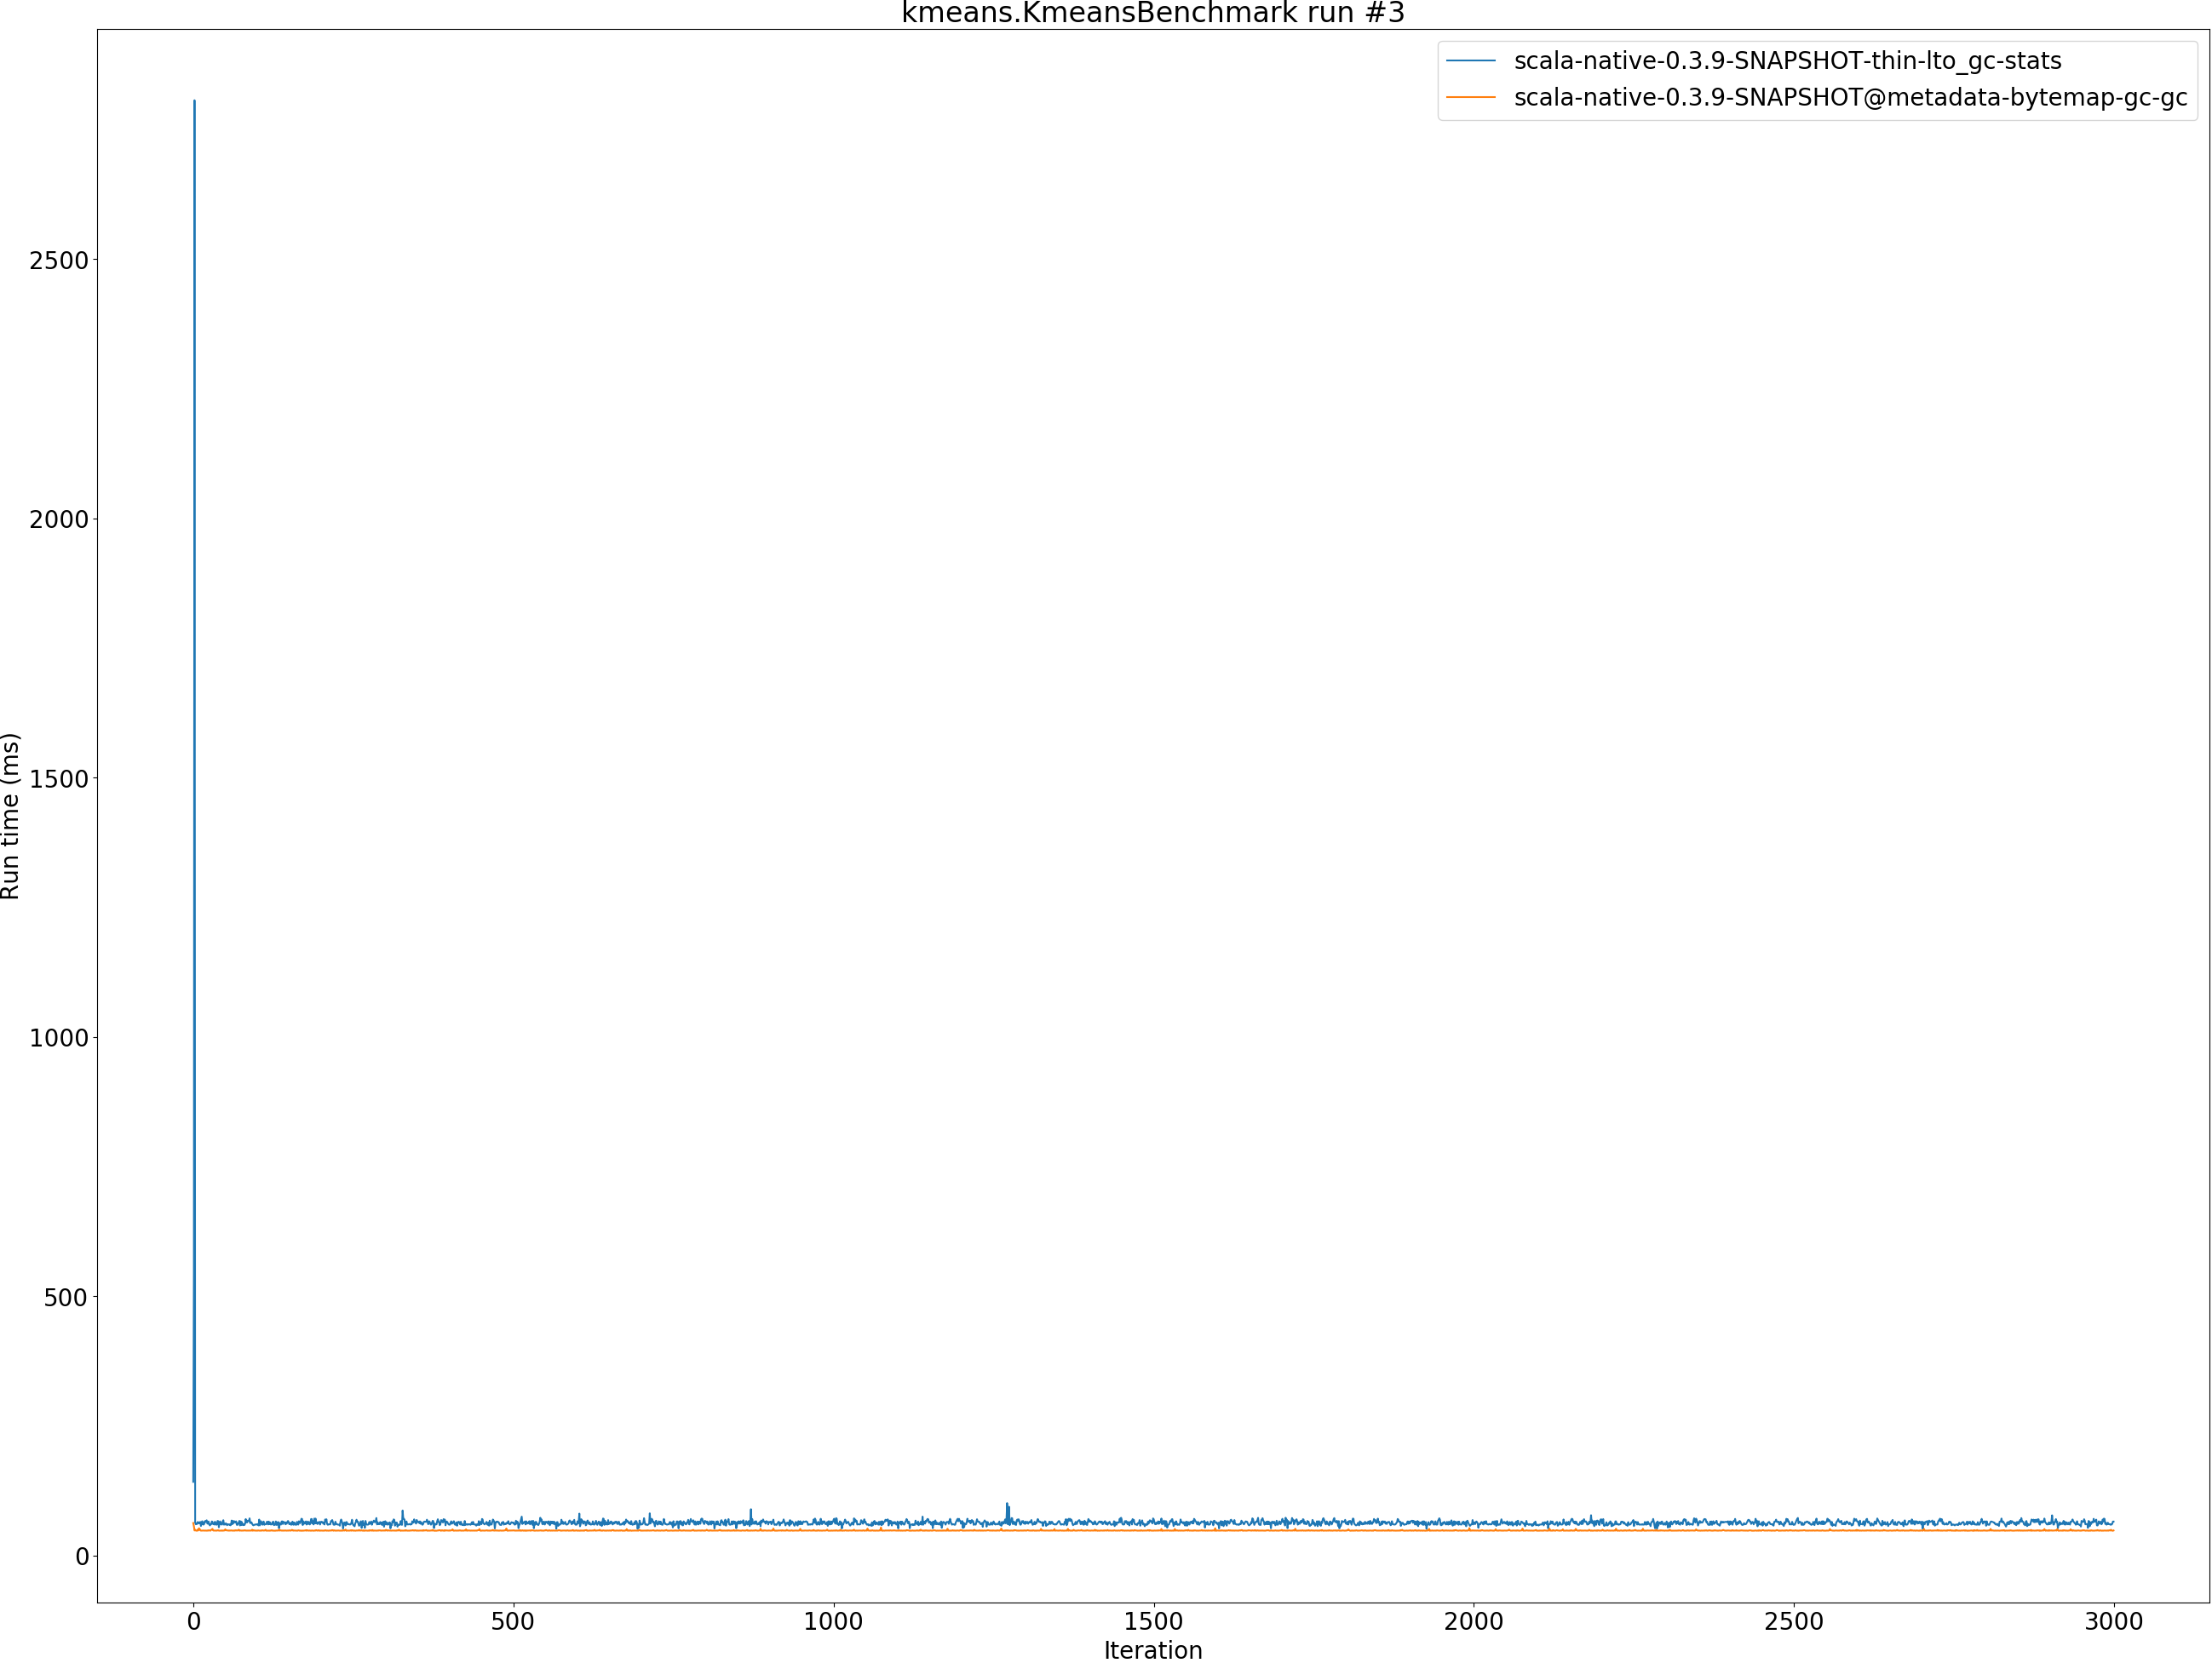 kmeans.KmeansBenchmark run #3
scala-native-0.3.9-SNAPSHOT-thin-lto_gc-stats
scala-native-0.3.9-SNAPSHOT@metadata-bytemap-gc-gc
2500
2000
1500
1000
500
0
Run time (ms)
0 500 1000 1500 2000 2500 3000
Iteration